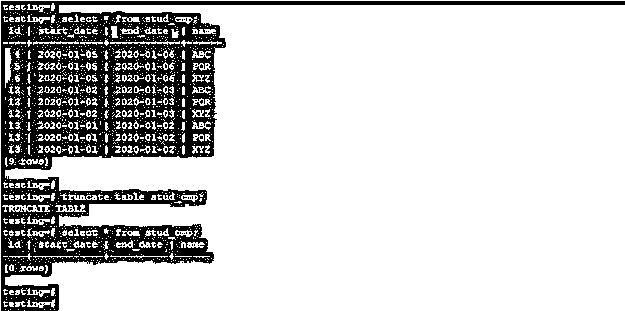 testing=#
testing=# select * from stud_cmp;
id | start_date | end_date | name
4 | 2020-01-05 | 2020-01-06 | ABC
5 | 2020-01-05 | 2020-01-06 | PQR
6 | 2020-01-05 | 2020-01-06 | XYZ
12 | 2020-01-02 | 2020-01-03 | ABC
12 | 2020-01-02 | 2020-01-03 | PQR
12 | 2020-01-02 | 2020-01-03 | XYZ
13 | 2020-01-01 | 2020-01-02 | ABC
13 | 2020-01-01 | 2020-01-02 | PQR
13 | 2020-01-01 | 2020-01-02 | XYZ
(9 rows)
testing=#
testing=# truncate table stud_cmp;
TRUNCATE TABLE
testing=#
testing=# select * from stud_cmp;
id | start_date | end_date | name
(0 rows)
testing=#
testing=#